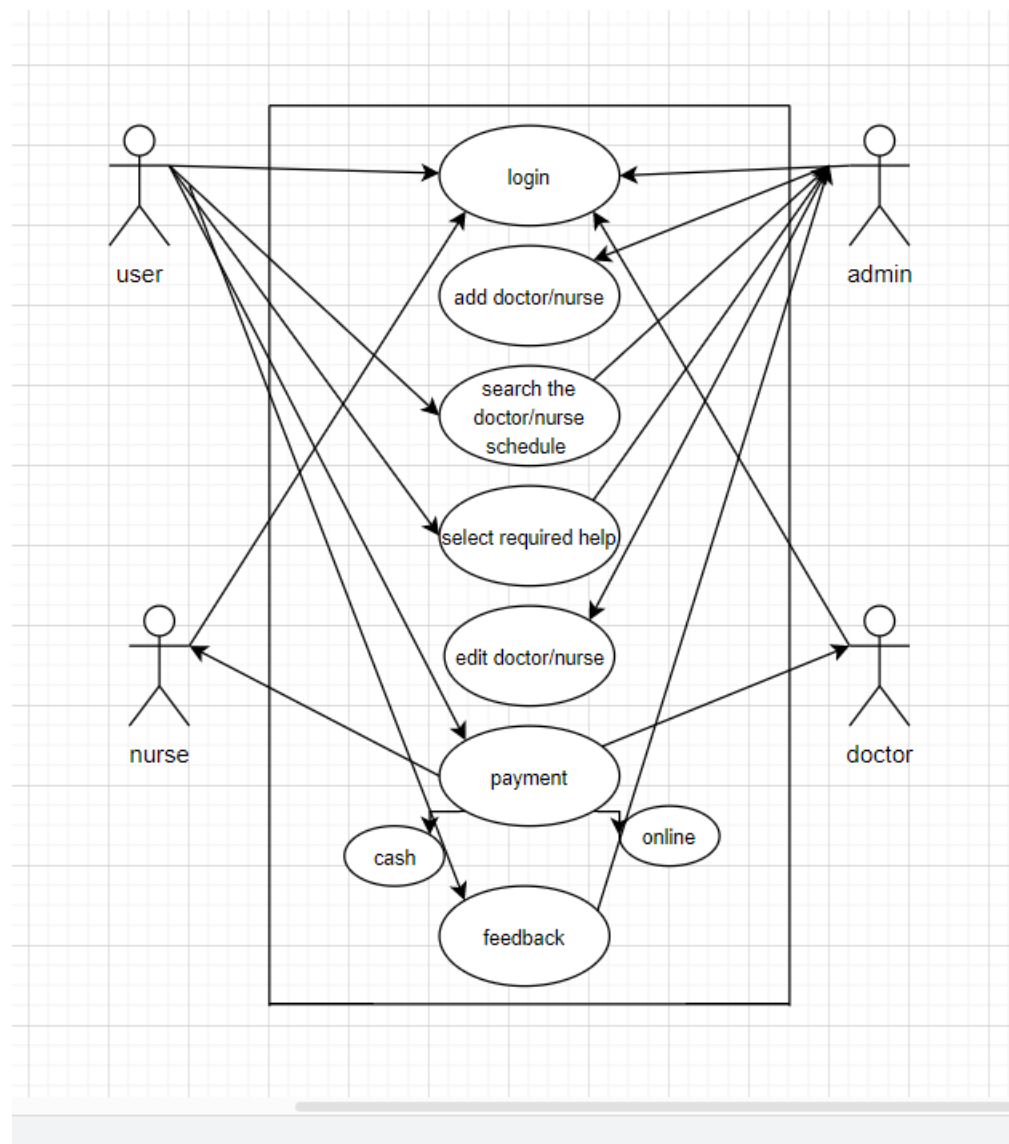 login
user
admin
add doctor/nurse
search the
doctor/nurse
schedule
select required help
edit doctor/nurse
nurse
doctor
payment
online
cash
feedback